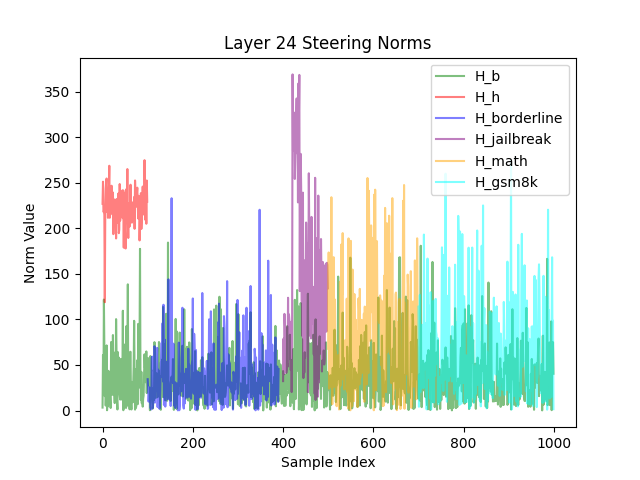 Layer 24 Steering Norms
H_b
H_h
H_borderline
H_jailbreak
H_math
H_gsm8k
Norm Value
350
300
250
200
150
100
50
0
0 200 400 600 800 1000
Sample Index